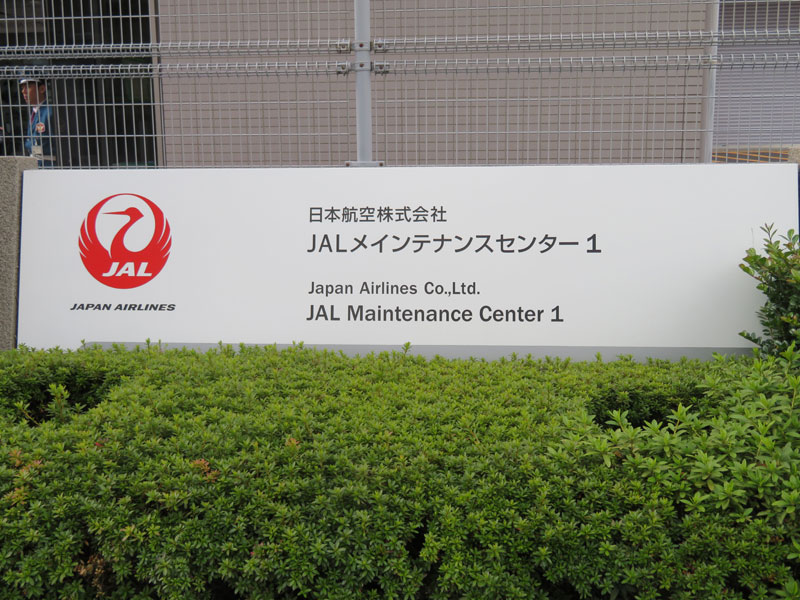 JAL
JAPAN AIRLINES
日本航空株式会社
JALメインテナンスセンター1
Japan Airlines Co.,Ltd.
JAL Maintenance Center 1